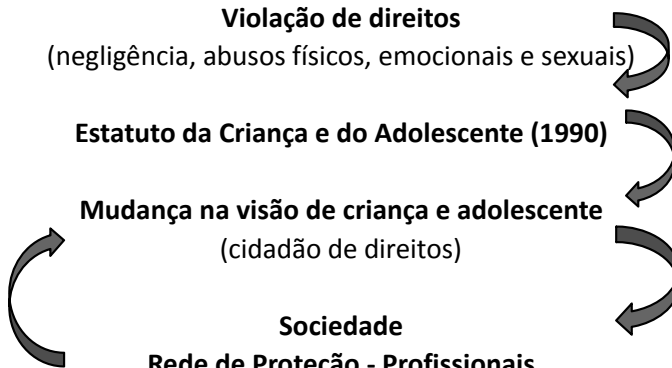 Violação de direitos
(negligência, abusos físicos, emocionais e sexuais)
Estatuto da Criança e do Adolescente (1990)
Mudança na visão de criança e adolescente
(cidadão de direitos)
Sociedade
Rede de Proteção - Profissionais